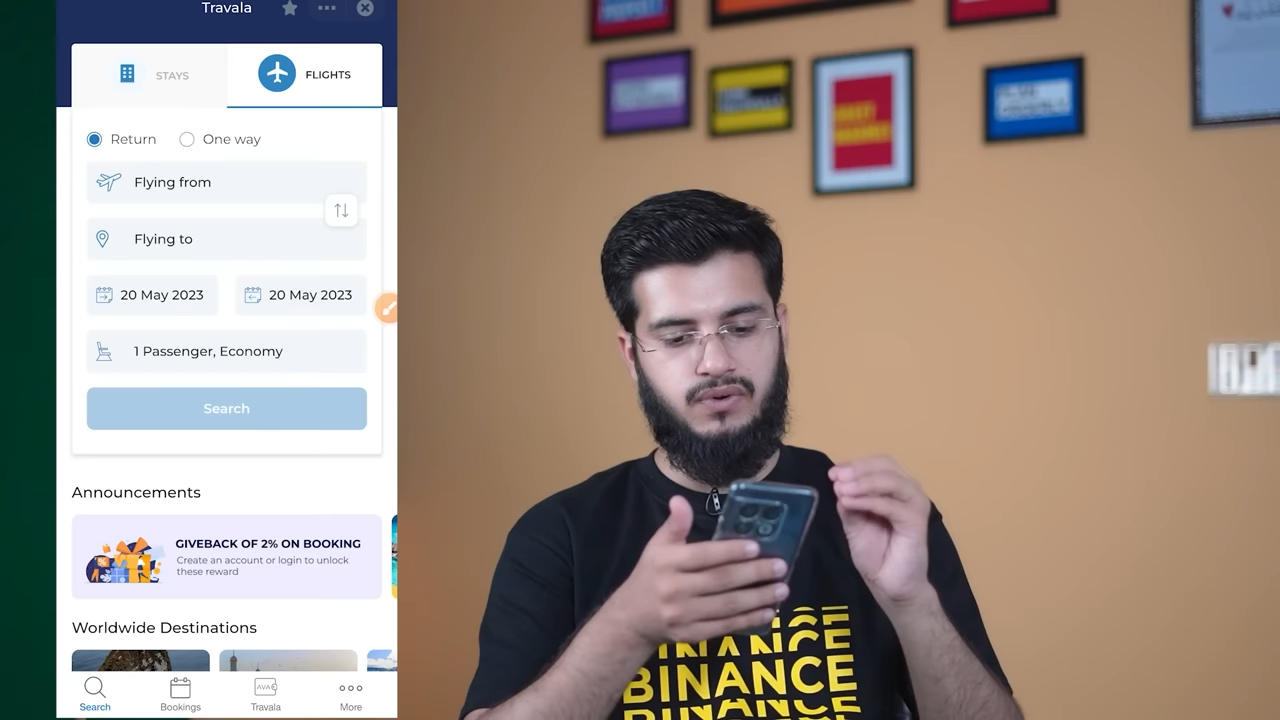 Travala
STAYS
FLIGHTS
Return
One way
Flying from
Flying to
20 May 2023
20 May 2023
1 Passenger, Economy
Search
Announcements
GIVEBACK OF 2% ON BOOKING
Create an account or login to unlock
these reward
Worldwide Destinations
Search
Bookings
AVA
Travala
More
BINANCE
BINANCE
BINANCE